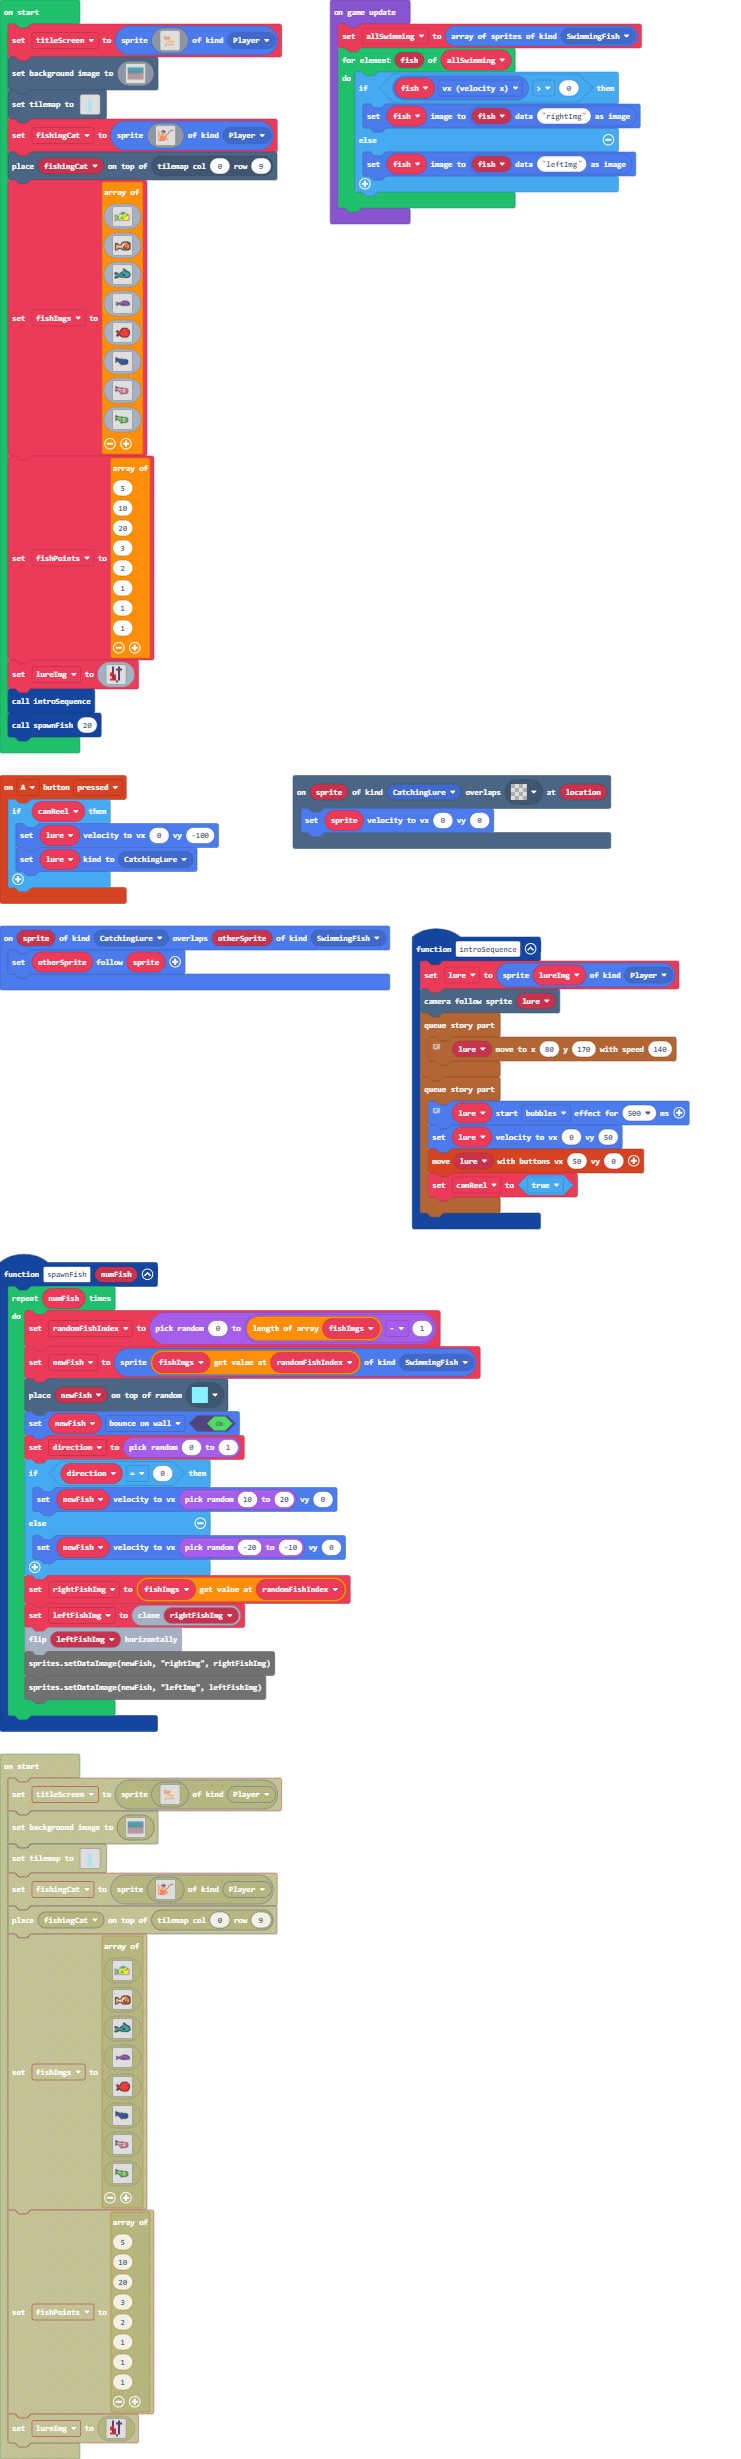 on start
set titleScreen to sprite of kind Player
set background image to
set tilemap to
set fishingCat to sprite of kind Player
place fishingCat on top of tilemap col 0 row 9
set fishImgs to array of
set fishPoints to array of
5
10
20
3
2
1
1
1
set lureImg to
call introSequence
call spawnFish 20
on game update
set allSwimming to array of sprites of kind SwimmingFish
for element fish of allSwimming
do
if fish vx (velocity x) > 0 then
set fish image to fish data "rightImg" as image
else
set fish image to fish data "leftImg" as image
on A button pressed
if canReel then
set lure velocity to vx 0 vy -100
set lure kind to CatchingLure
on sprite of kind CatchingLure overlaps at location
set sprite velocity to vx 0 vy 0
on sprite of kind CatchingLure overlaps otherSprite of kind SwimmingFish
set otherSprite follow sprite
function introSequence
set lure to sprite lureImg of kind Player
camera follow sprite lure
queue story part
lure move to x 80 y 170 with speed 140
queue story part
lure start bubbles effect for 500 ms
set lure velocity to vx 0 vy 50
move lure with buttons vx 50 vy 0
set canReel to true
function spawnFish numFish
repeat numFish times
do
set randomFishIndex to pick random 0 to length of array fishImgs - 1
set newFish to sprite fishImgs get value at randomFishIndex of kind SwimmingFish
place newFish on top of random
set newFish bounce on wall ON
set direction to pick random 0 to 1
if direction = 0 then
set newFish velocity to vx pick random 10 to 20 vy 0
else
set newFish velocity to vx pick random -20 to -10 vy 0
set rightFishImg to fishImgs get value at randomFishIndex
set leftFishImg to clone rightFishImg
flip leftFishImg horizontally
sprites.setDataImage(newFish, "rightImg", rightFishImg)
sprites.setDataImage(newFish, "leftImg", leftFishImg)
on start
set titleScreen to sprite of kind Player
set background image to
set tilemap to
set fishingCat to sprite of kind Player
place fishingCat on top of tilemap col 0 row 9
set fishImgs to array of
set fishPoints to array of
5
10
20
3
2
1
1
1
set lureImg to